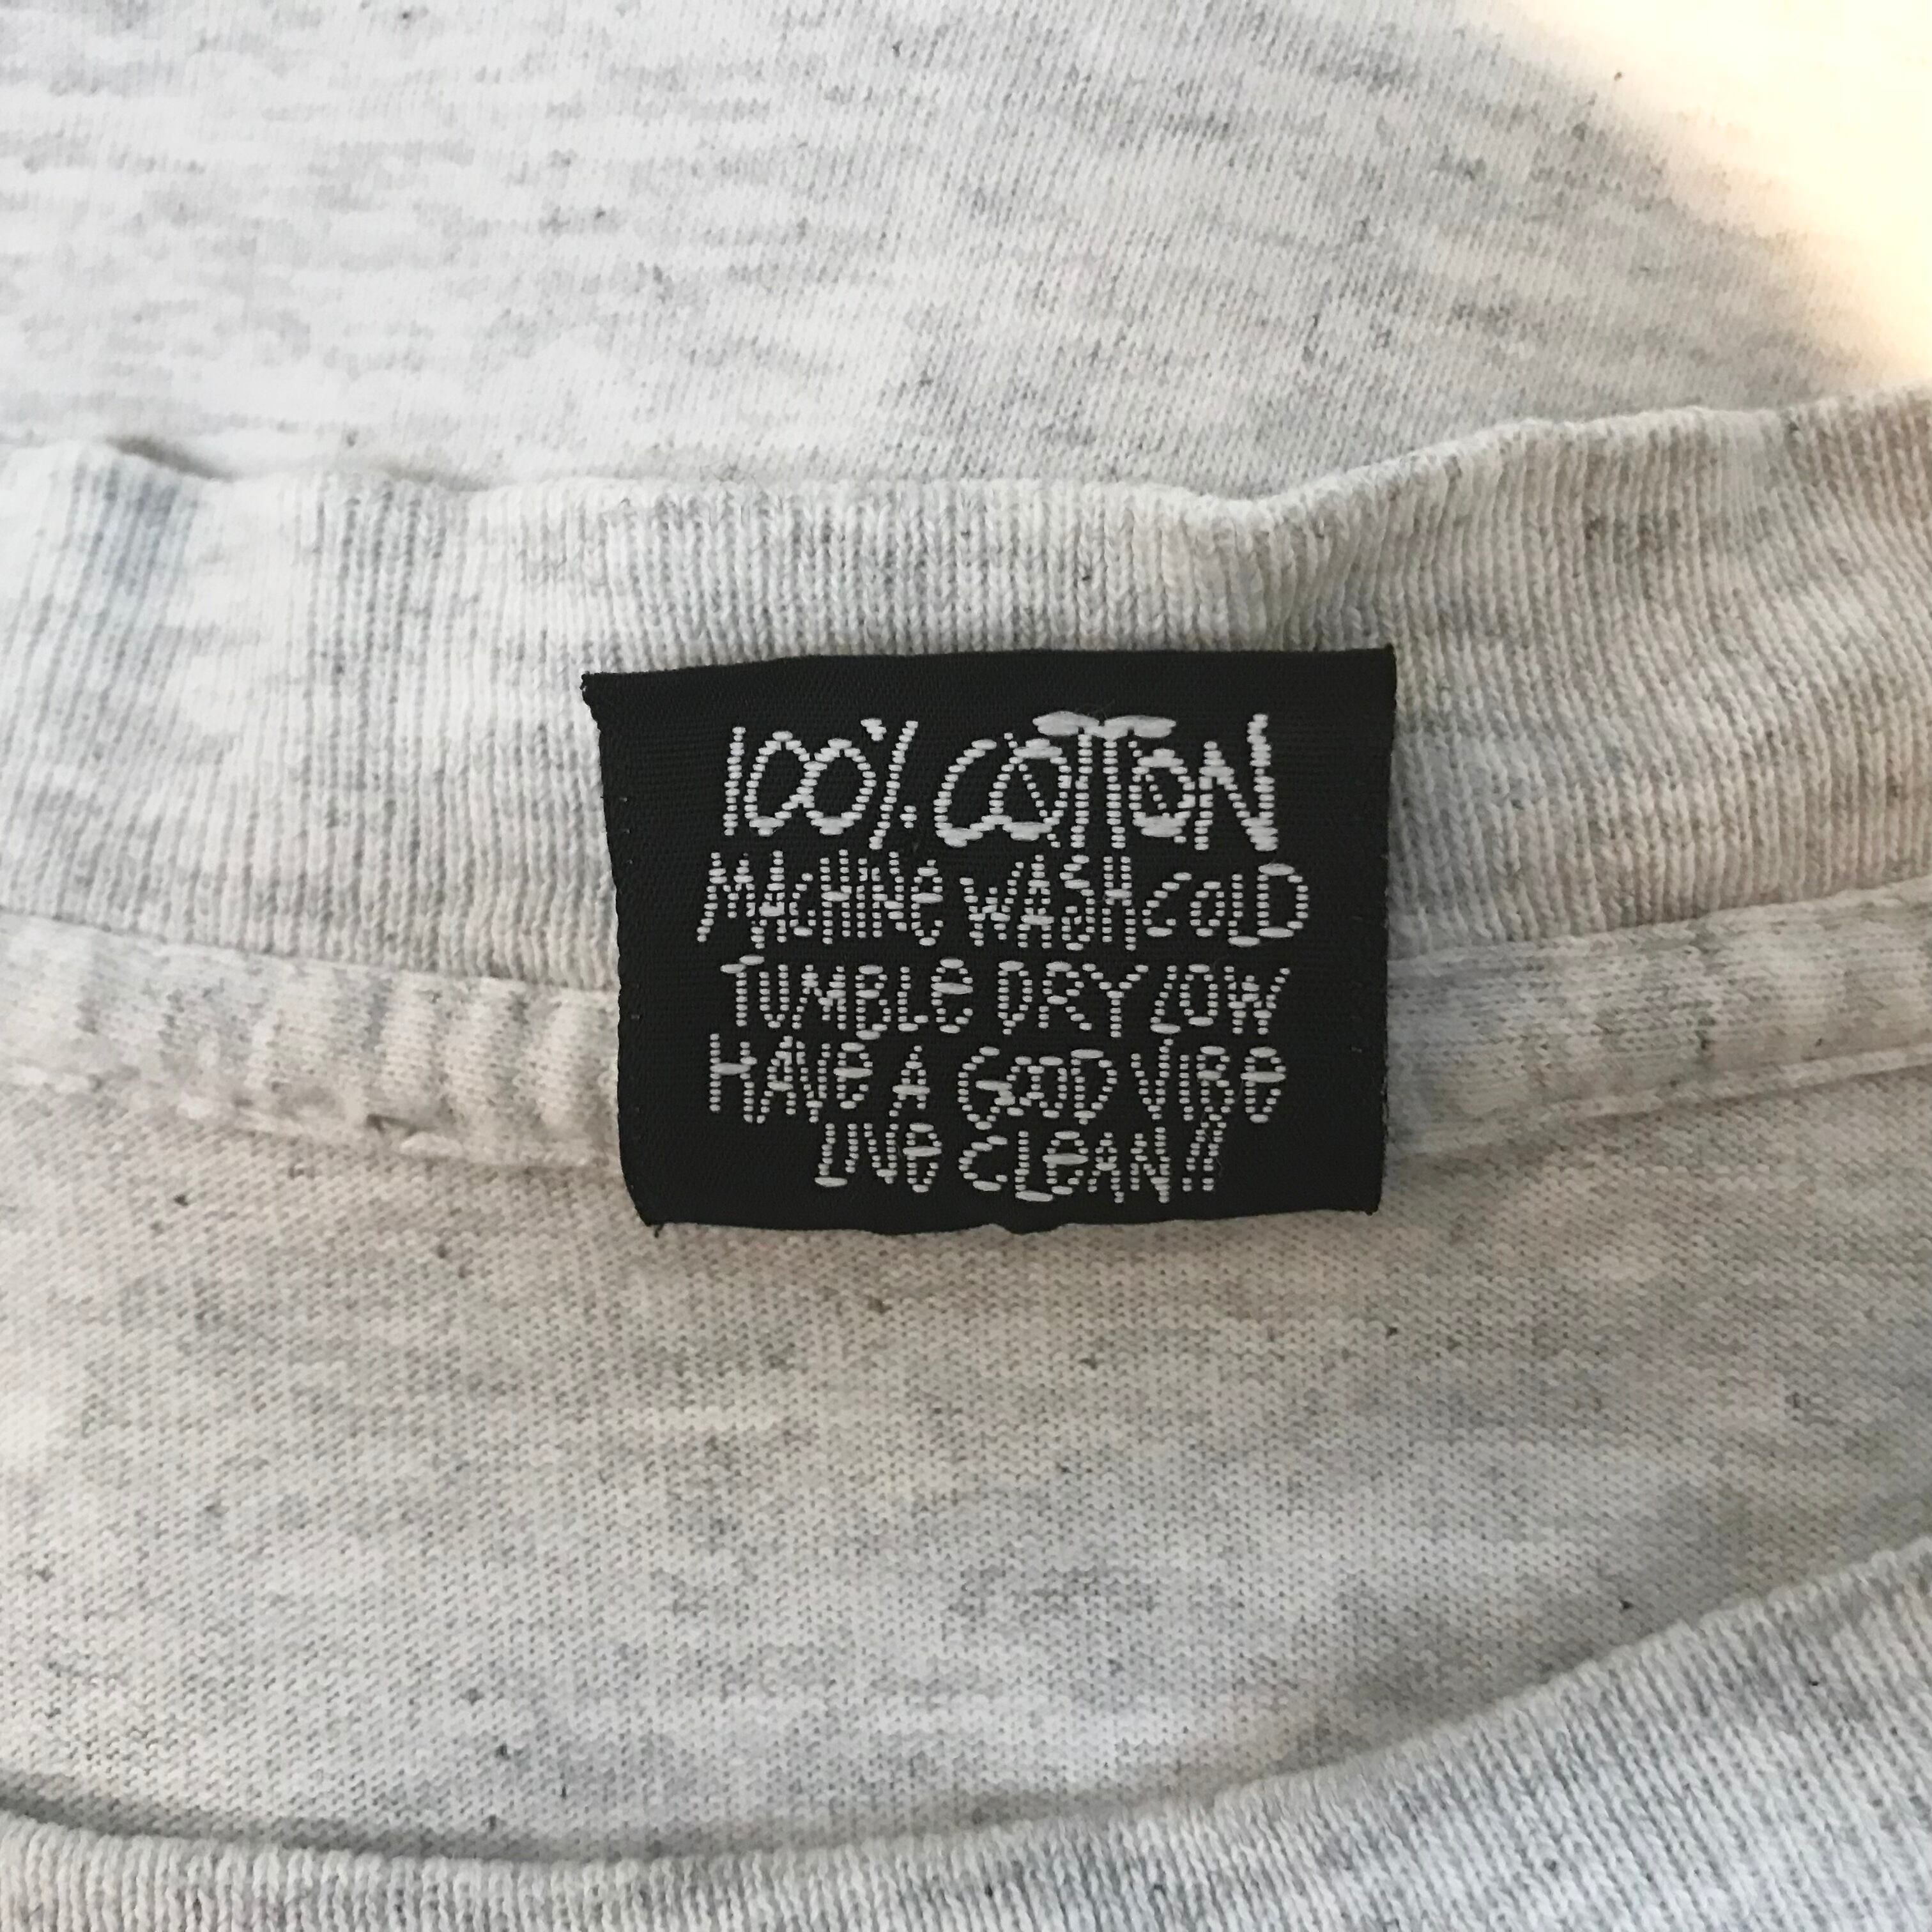 100% COTTON
MACHINE WASH COLD
TUMBLE DRY LOW
HAVE A GOOD VIBE
LIVE CLEAN!!